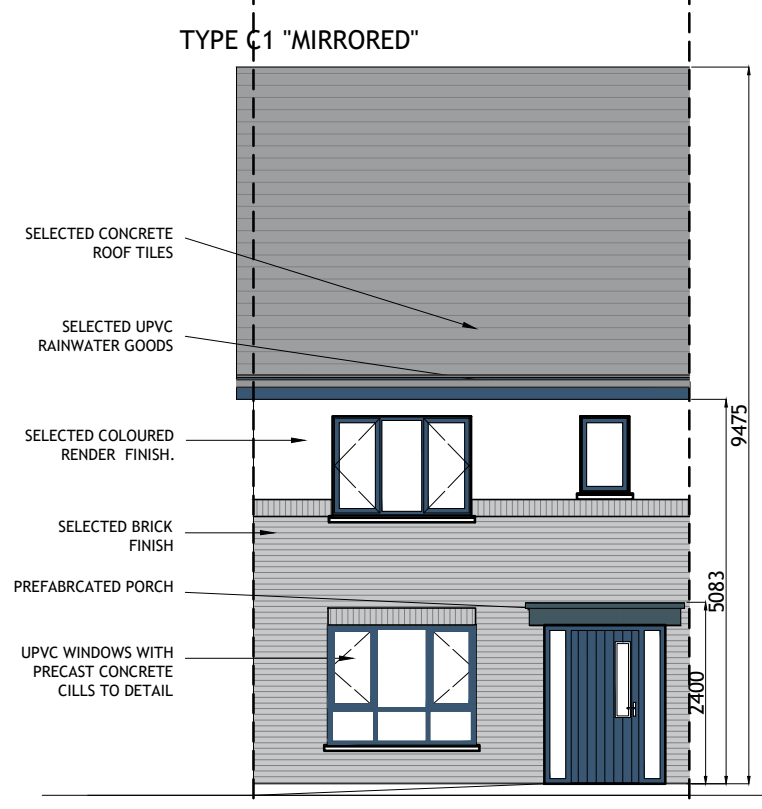 TYPE C1 "MIRRORED"
SELECTED CONCRETE
ROOF TILES
SELECTED UPVC
RAINWATER GOODS
SELECTED COLOURED
RENDER FINISH.
SELECTED BRICK
FINISH
PREFABRCATED PORCH
UPVC WINDOWS WITH
PRECAST CONCRETE
CILLS TO DETAIL
9475
5083
2400